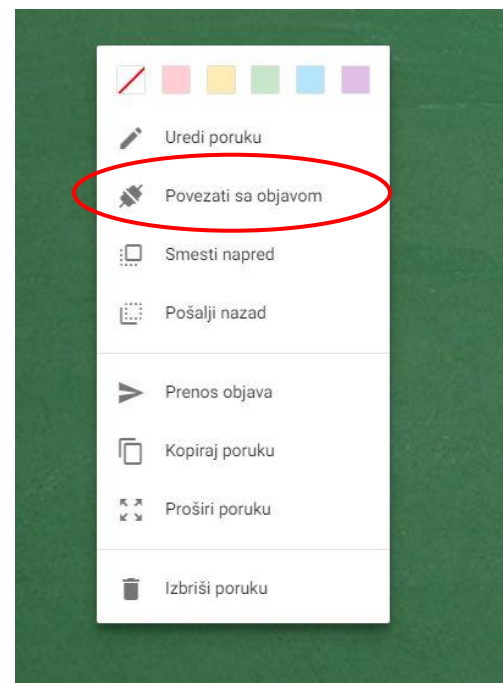 Uredi poruku
Povezati sa objavom
Smesti napred
Pošalji nazad
Prenos objava
Kopiraj poruku
Proširi poruku
Izbriši poruku